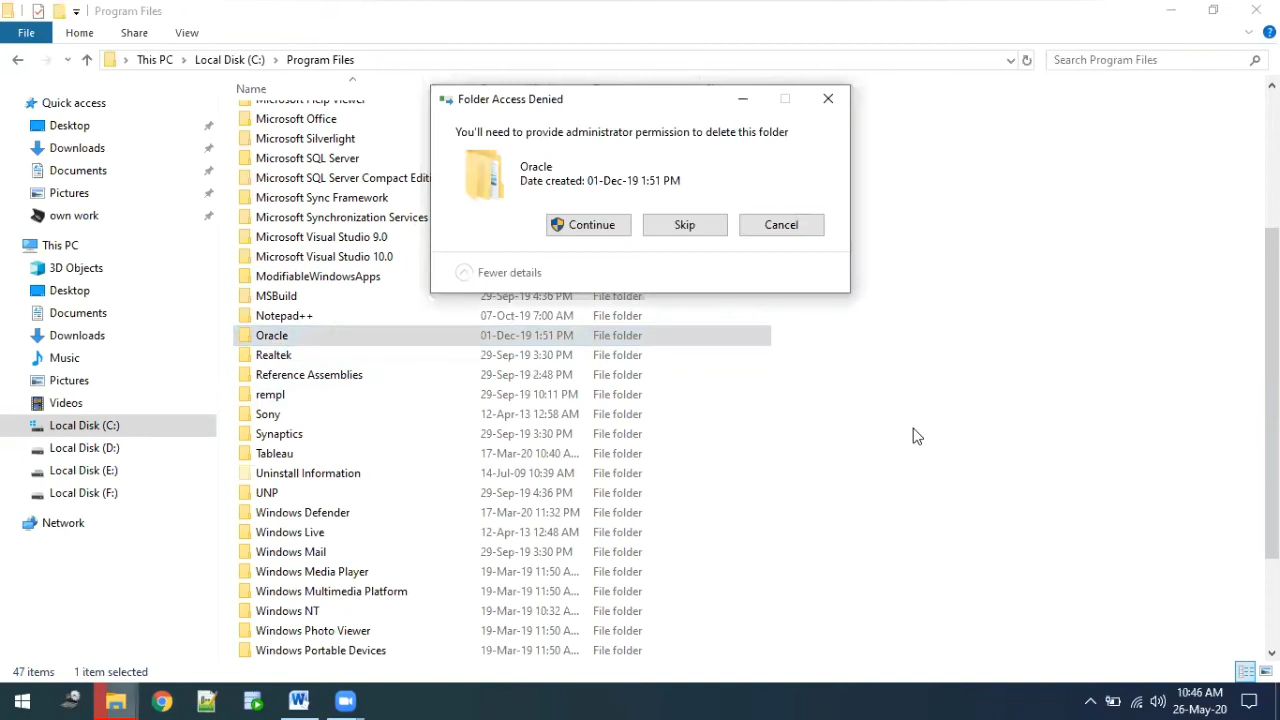 Program Files
File Home Share View
This PC Local Disk (C:) Program Files Search Program Files
Quick access
Desktop
Downloads
Documents
Pictures
own work
This PC
3D Objects
Desktop
Documents
Downloads
Music
Pictures
Videos
Local Disk (C:)
Local Disk (D:)
Local Disk (E:)
Local Disk (F:)
Network
Name
Microsoft Help Viewer
Microsoft Office
Microsoft Silverlight
Microsoft SQL Server
Microsoft SQL Server Compact Editi
Microsoft Sync Framework
Microsoft Synchronization Services
Microsoft Visual Studio 9.0
Microsoft Visual Studio 10.0
ModifiableWindowsApps
MSBuild 29-Sep-19 4:36 PM File folder
Notepad++ 07-Oct-19 7:00 AM File folder
Oracle 01-Dec-19 1:51 PM File folder
Realtek 29-Sep-19 3:30 PM File folder
Reference Assemblies 29-Sep-19 2:48 PM File folder
rempl 29-Sep-19 10:11 PM File folder
Sony 12-Apr-13 12:58 AM File folder
Synaptics 29-Sep-19 3:30 PM File folder
Tableau 17-Mar-20 10:40 A... File folder
Uninstall Information 14-Jul-09 10:39 AM File folder
UNP 29-Sep-19 4:36 PM File folder
Windows Defender 17-Mar-20 11:32 PM File folder
Windows Live 12-Apr-13 12:48 AM File folder
Windows Mail 29-Sep-19 3:30 PM File folder
Windows Media Player 19-Mar-19 11:50 A... File folder
Windows Multimedia Platform 19-Mar-19 11:50 A... File folder
Windows NT 19-Mar-19 10:32 A... File folder
Windows Photo Viewer 19-Mar-19 11:50 A... File folder
Windows Portable Devices 19-Mar-19 11:50 A... File folder
Folder Access Denied
You'll need to provide administrator permission to delete this folder
Oracle
Date created: 01-Dec-19 1:51 PM
Continue Skip Cancel
Fewer details
47 items 1 item selected
10:46 AM
26-May-20